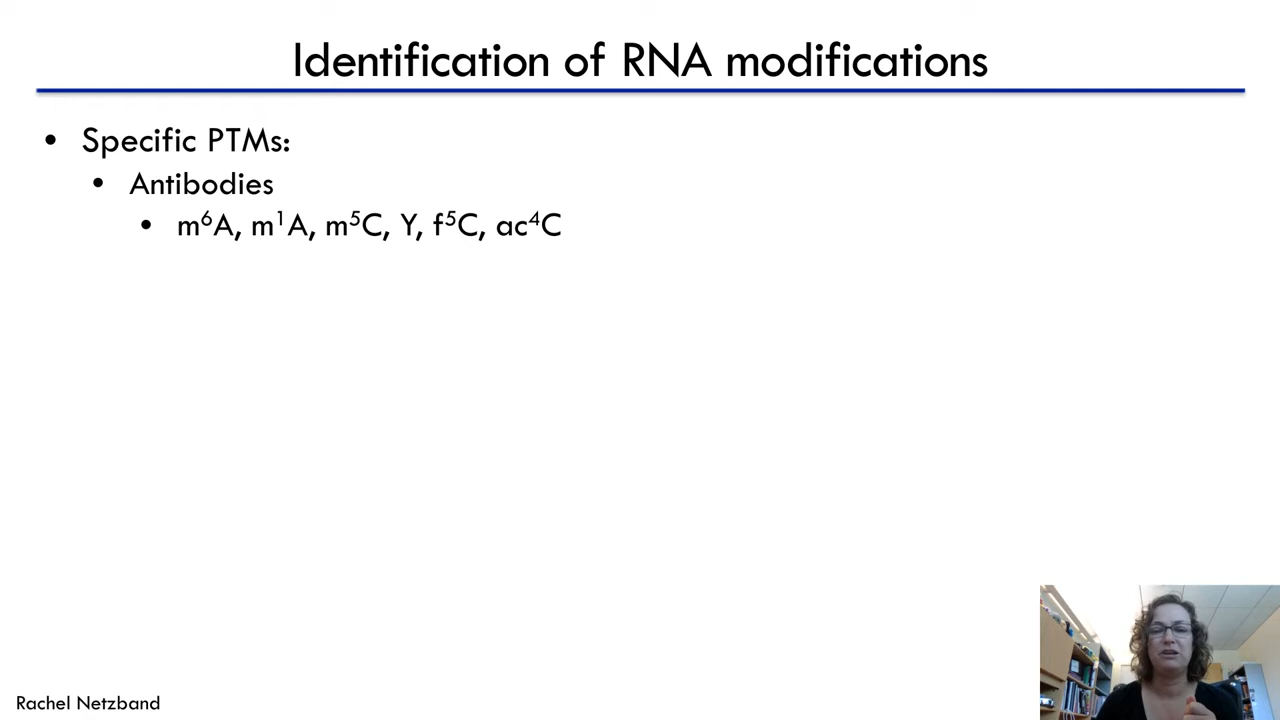 Identification of RNA modifications
• Specific PTMs:
• Antibodies
• m⁶A, m¹A, m⁵C, Y, f⁵C, ac⁴C
Rachel Netzband